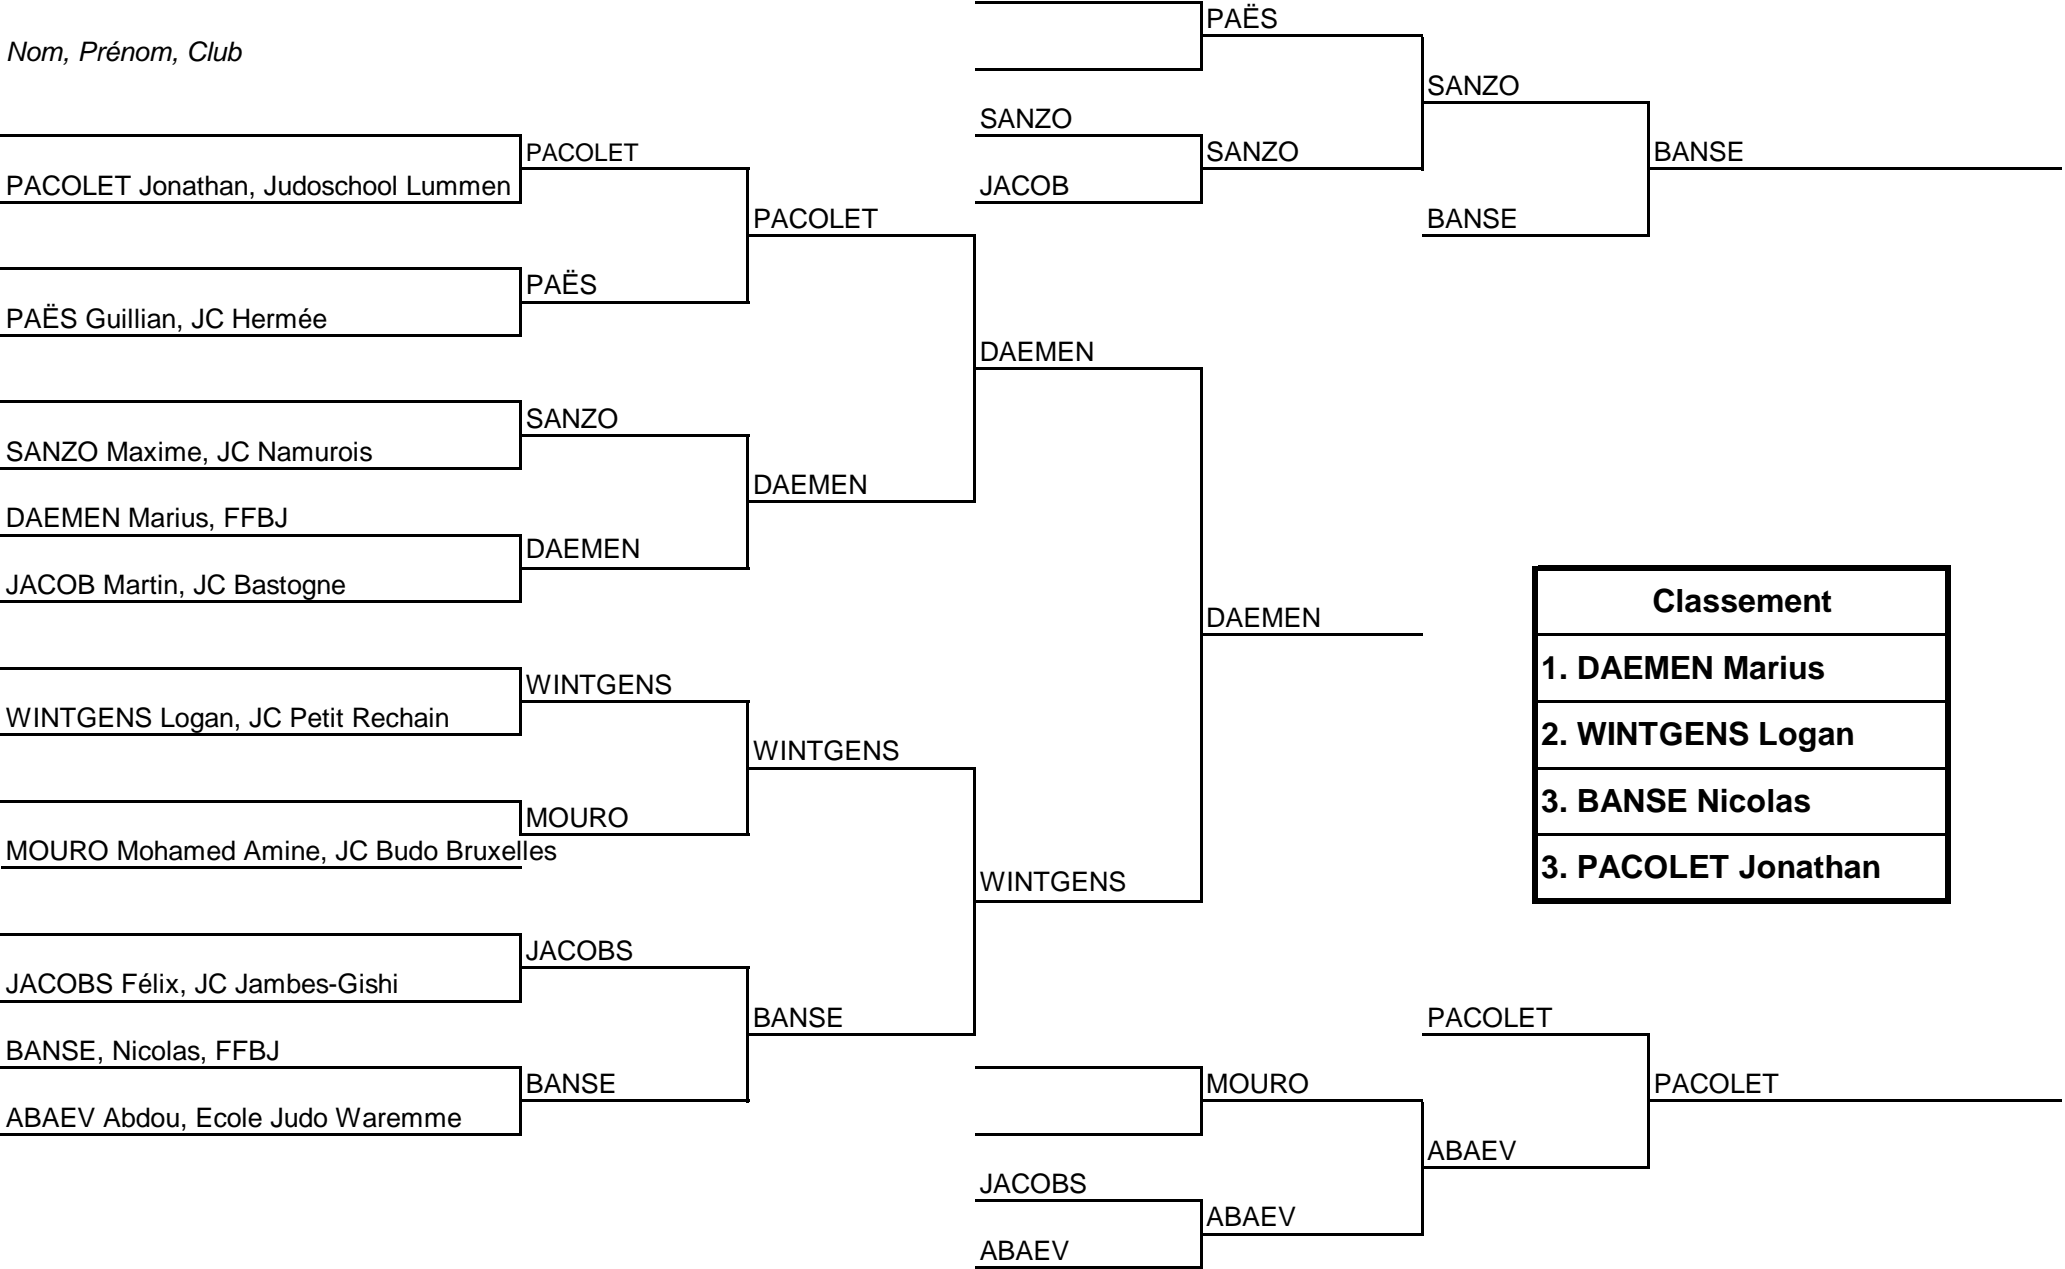 PAËS
Nom, Prénom, Club
SANZO
SANZO
PACOLET
SANZO
BANSE
PACOLET Jonathan, Judoschool Lummen
JACOB
PACOLET
BANSE
PAËS
PAËS Guillian, JC Hermée
DAEMEN
SANZO
SANZO Maxime, JC Namurois
DAEMEN
DAEMEN Marius, FFBJ
DAEMEN
JACOB Martin, JC Bastogne
Classement
DAEMEN
1. DAEMEN Marius
WINTGENS
WINTGENS Logan, JC Petit Rechain
2. WINTGENS Logan
WINTGENS
3. BANSE Nicolas
MOURO
MOURO Mohamed Amine, JC Budo Bruxelles
3. PACOLET Jonathan
WINTGENS
JACOBS
JACOBS Félix, JC Jambes-Gishi
BANSE
PACOLET
BANSE, Nicolas, FFBJ
BANSE
MOURO
PACOLET
ABAEV Abdou, Ecole Judo Waremme
ABAEV
JACOBS
ABAEV
ABAEV